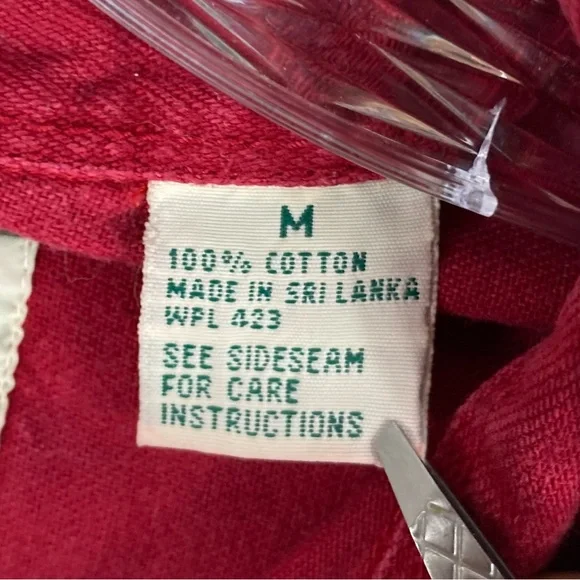 M
100% COTTON
MADE IN SRI LANKA
WPL 423
SEE SIDESEAM
FOR CARE
INSTRUCTIONS